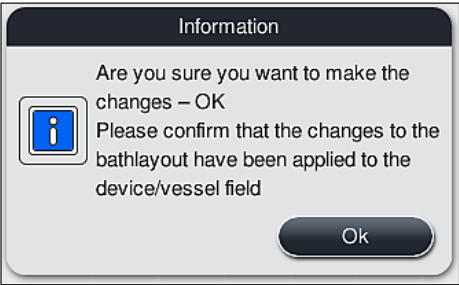 Information
Are you sure you want to make the
changes – OK
Please confirm that the changes to the
bathlayout have been applied to the
device/vessel field
Ok